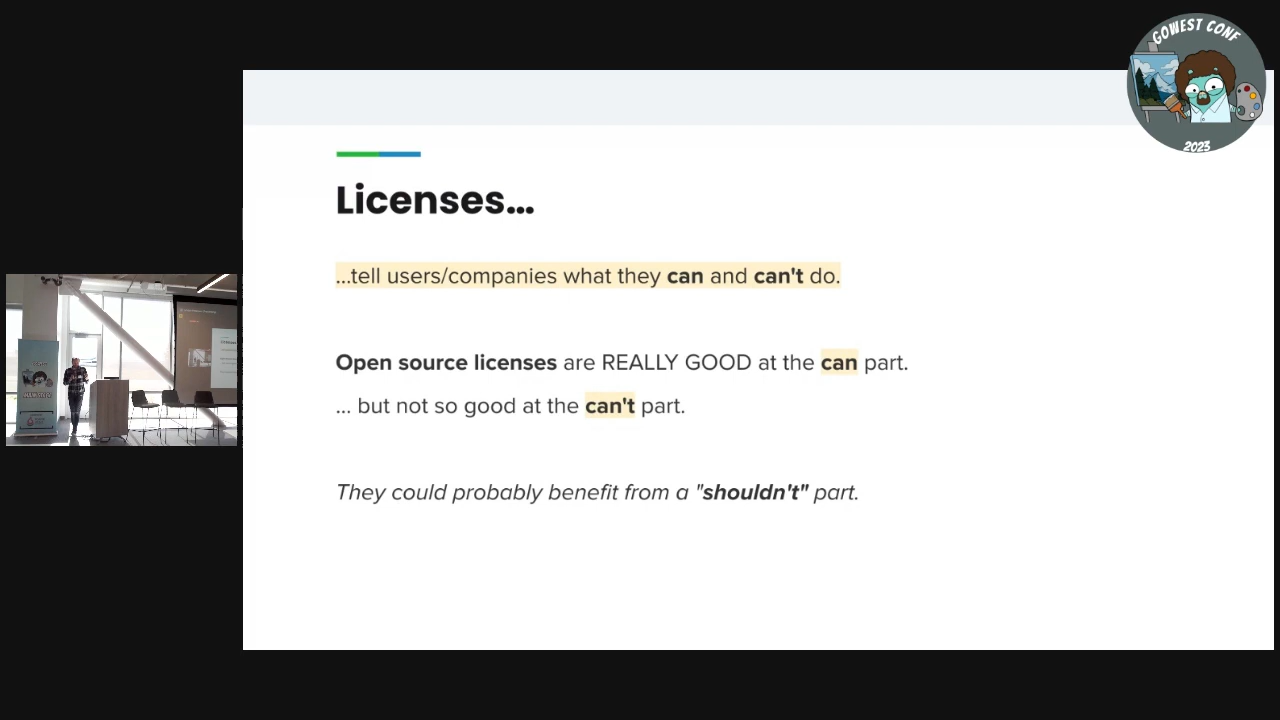 GOWEST CONF
2023
Licenses...
...tell users/companies what they can and can't do.
Open source licenses are REALLY GOOD at the can part.
... but not so good at the can't part.
They could probably benefit from a "shouldn't" part.